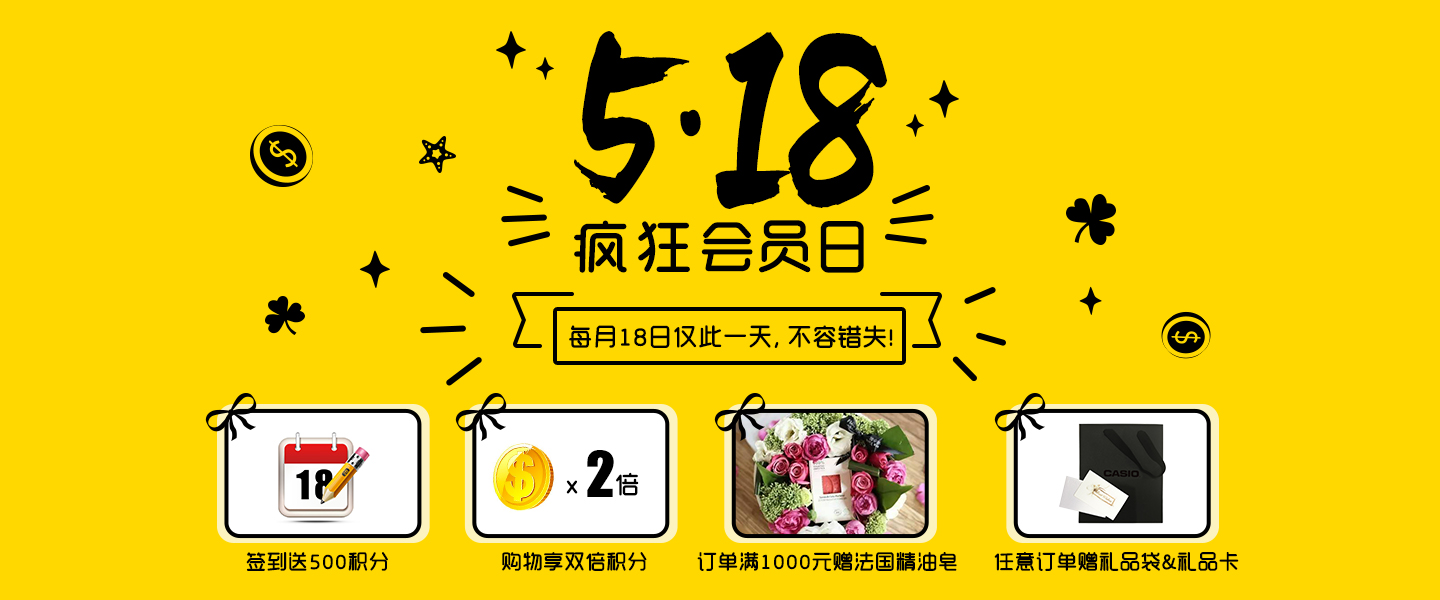 5·18
疯狂会员日
每月18日仅此一天, 不容错失!
18
x 2倍
CASIO
签到送500积分
购物享双倍积分
订单满1000元赠法国精油皂
任意订单赠礼品袋&礼品卡